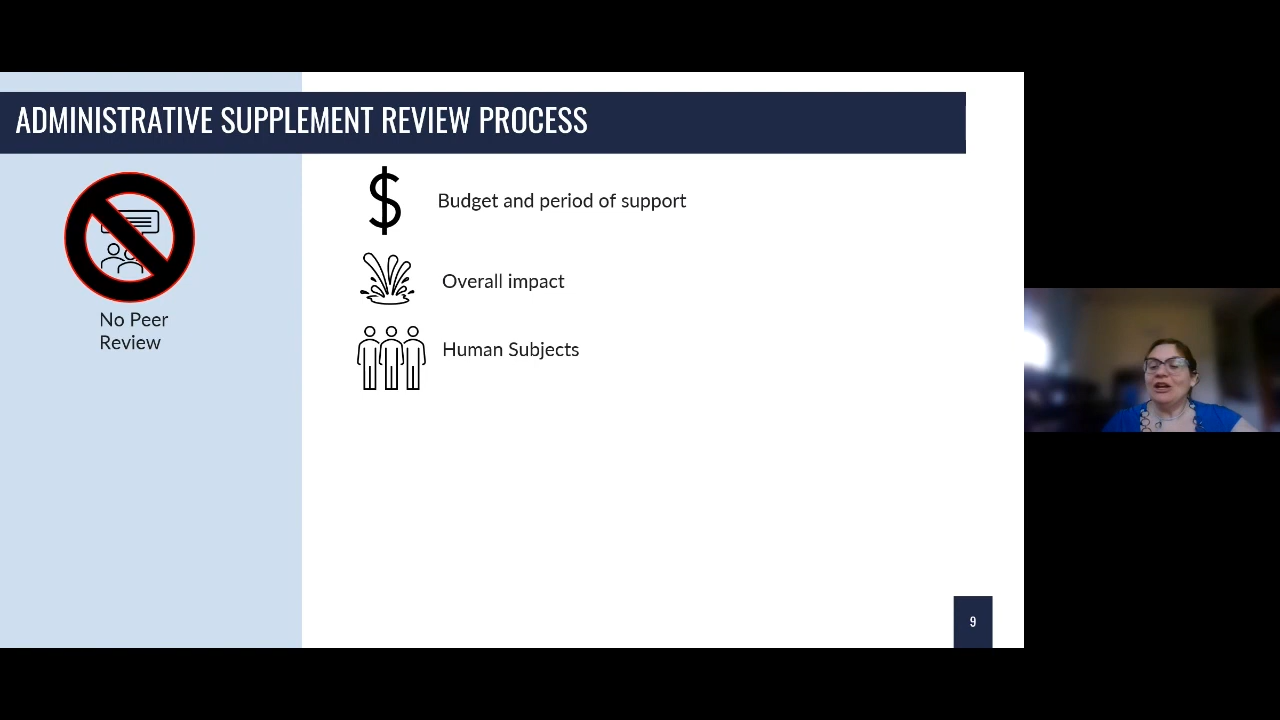 ADMINISTRATIVE SUPPLEMENT REVIEW PROCESS
No Peer
Review
Budget and period of support
Overall impact
Human Subjects
9